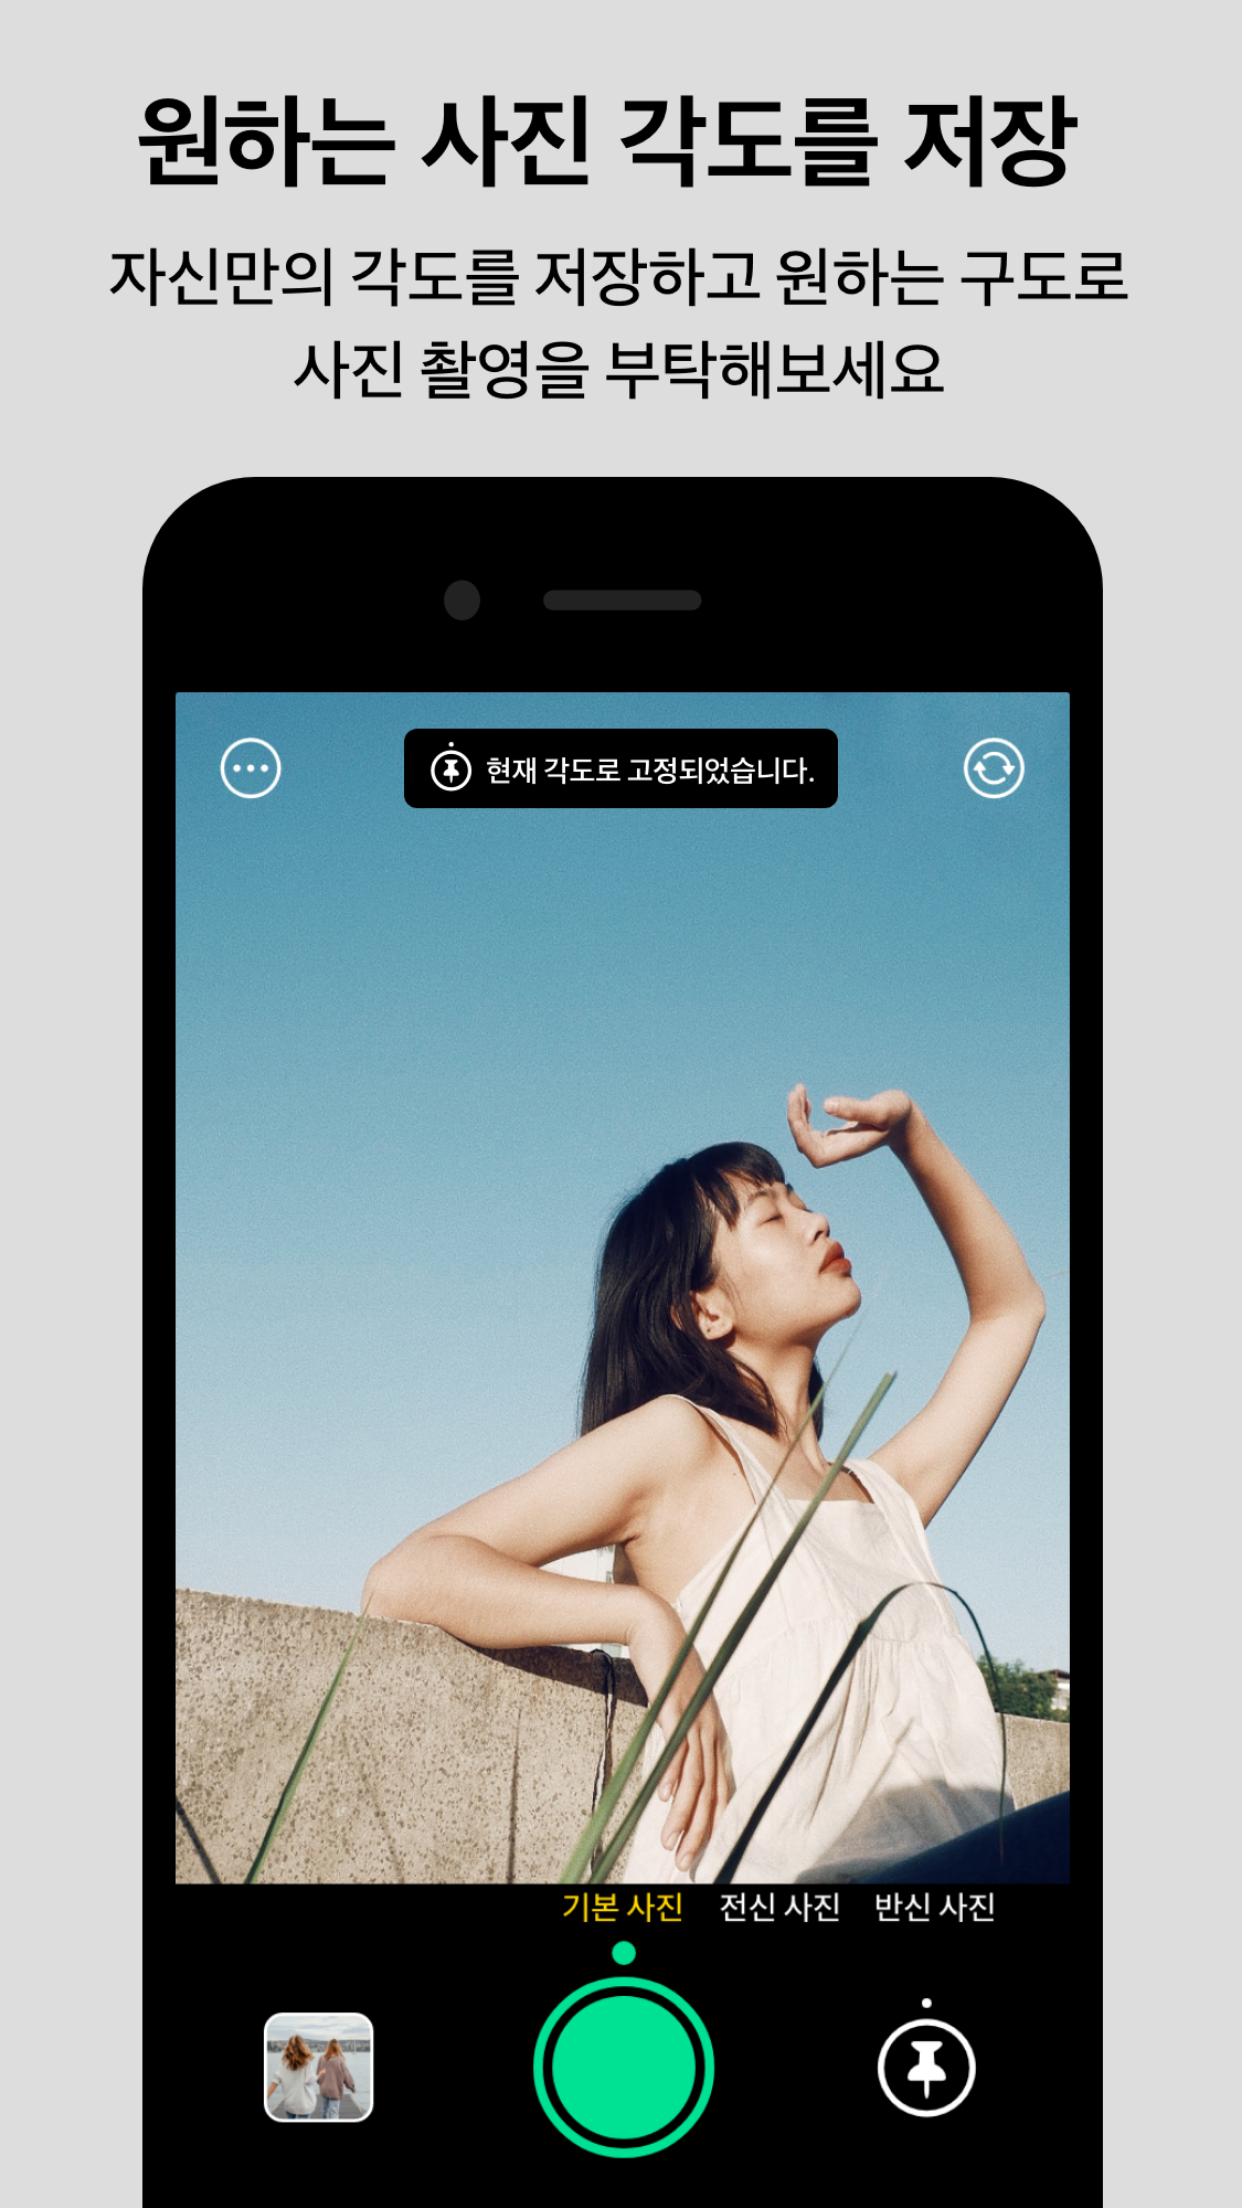 원하는 사진 각도를 저장
자신만의 각도를 저장하고 원하는 구도로
사진 촬영을 부탁해보세요
현재 각도로 고정되었습니다.
기본 사진 전신 사진 반신 사진